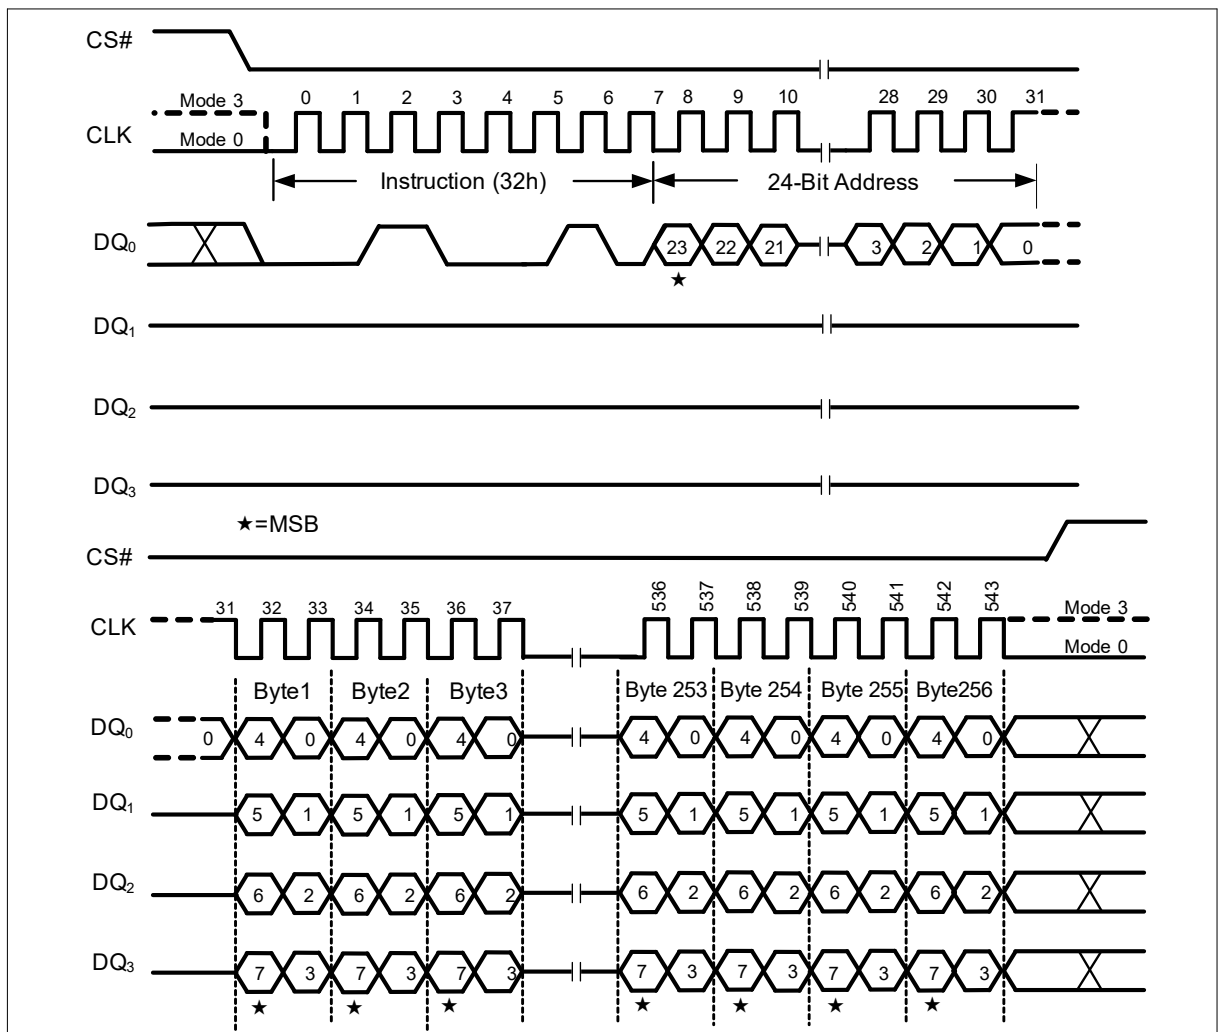 CS#
Mode 3 0 1 2 3 4 5 6 7 8 9 10 28 29 30 31
CLK Mode 0
Instruction (32h) 24-Bit Address
DQ0 23 22 21 3 2 1 0
★
DQ1
DQ2
DQ3
★=MSB
CS#
31 32 33 34 35 36 37 536 537 538 539 540 541 542 543 Mode 3
CLK Mode 0
Byte1 Byte2 Byte3 Byte 253 Byte 254 Byte 255 Byte256
DQ0 0 4 0 4 0 4 0 4 0 4 0 4 0 4 0
DQ1 5 1 5 1 5 1 5 1 5 1 5 1 5 1
DQ2 6 2 6 2 6 2 6 2 6 2 6 2 6 2
DQ3 7 3 7 3 7 3 7 3 7 3 7 3 7 3
★ ★ ★ ★ ★ ★ ★